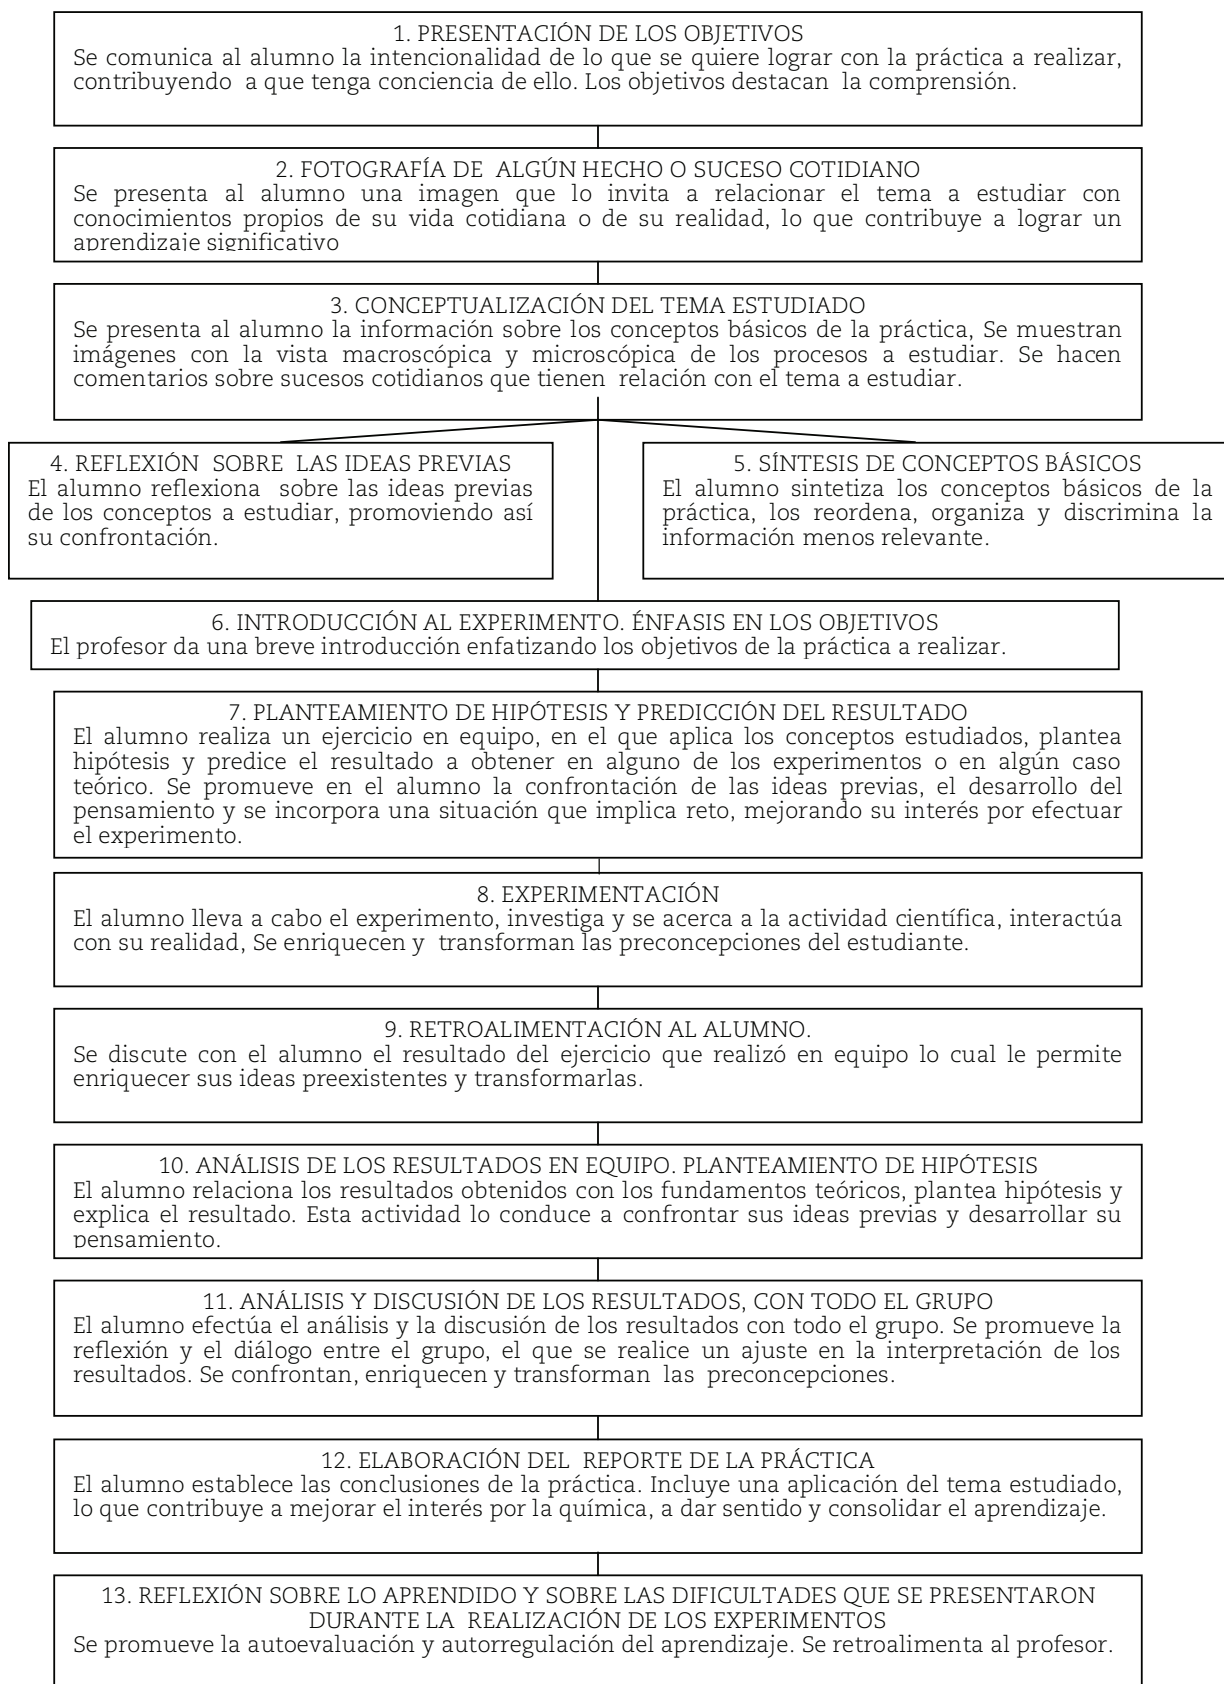 1. PRESENTACIÓN DE LOS OBJETIVOS
Se comunica al alumno la intencionalidad de lo que se quiere lograr con la práctica a realizar,
contribuyendo a que tenga conciencia de ello. Los objetivos destacan la comprensión.
2. FOTOGRAFÍA DE ALGÚN HECHO O SUCESO COTIDIANO
Se presenta al alumno una imagen que lo invita a relacionar el tema a estudiar con
conocimientos propios de su vida cotidiana o de su realidad, lo que contribuye a lograr un
aprendizaje significativo
3. CONCEPTUALIZACIÓN DEL TEMA ESTUDIADO
Se presenta al alumno la información sobre los conceptos básicos de la práctica, Se muestran
imágenes con la vista macroscópica y microscópica de los procesos a estudiar. Se hacen
comentarios sobre sucesos cotidianos que tienen relación con el tema a estudiar.
4. REFLEXIÓN SOBRE LAS IDEAS PREVIAS
El alumno reflexiona sobre las ideas previas
de los conceptos a estudiar, promoviendo así
su confrontación.
5. SÍNTESIS DE CONCEPTOS BÁSICOS
El alumno sintetiza los conceptos básicos de la
práctica, los reordena, organiza y discrimina la
información menos relevante.
6. INTRODUCCIÓN AL EXPERIMENTO. ÉNFASIS EN LOS OBJETIVOS
El profesor da una breve introducción enfatizando los objetivos de la práctica a realizar.
7. PLANTEAMIENTO DE HIPÓTESIS Y PREDICCIÓN DEL RESULTADO
El alumno realiza un ejercicio en equipo, en el que aplica los conceptos estudiados, plantea
hipótesis y predice el resultado a obtener en alguno de los experimentos o en algún caso
teórico. Se promueve en el alumno la confrontación de las ideas previas, el desarrollo del
pensamiento y se incorpora una situación que implica reto, mejorando su interés por efectuar
el experimento.
8. EXPERIMENTACIÓN
El alumno lleva a cabo el experimento, investiga y se acerca a la actividad científica, interactúa
con su realidad, Se enriquecen y transforman las preconcepciones del estudiante.
9. RETROALIMENTACIÓN AL ALUMNO.
Se discute con el alumno el resultado del ejercicio que realizó en equipo lo cual le permite
enriquecer sus ideas preexistentes y transformarlas.
10. ANÁLISIS DE LOS RESULTADOS EN EQUIPO. PLANTEAMIENTO DE HIPÓTESIS
El alumno relaciona los resultados obtenidos con los fundamentos teóricos, plantea hipótesis y
explica el resultado. Esta actividad lo conduce a confrontar sus ideas previas y desarrollar su
pensamiento.
11. ANÁLISIS Y DISCUSIÓN DE LOS RESULTADOS, CON TODO EL GRUPO
El alumno efectúa el análisis y la discusión de los resultados con todo el grupo. Se promueve la
reflexión y el diálogo entre el grupo, el que se realice un ajuste en la interpretación de los
resultados. Se confrontan, enriquecen y transforman las preconcepciones.
12. ELABORACIÓN DEL REPORTE DE LA PRÁCTICA
El alumno establece las conclusiones de la práctica. Incluye una aplicación del tema estudiado,
lo que contribuye a mejorar el interés por la química, a dar sentido y consolidar el aprendizaje.
13. REFLEXIÓN SOBRE LO APRENDIDO Y SOBRE LAS DIFICULTADES QUE SE PRESENTARON
DURANTE LA REALIZACIÓN DE LOS EXPERIMENTOS
Se promueve la autoevaluación y autorregulación del aprendizaje. Se retroalimenta al profesor.